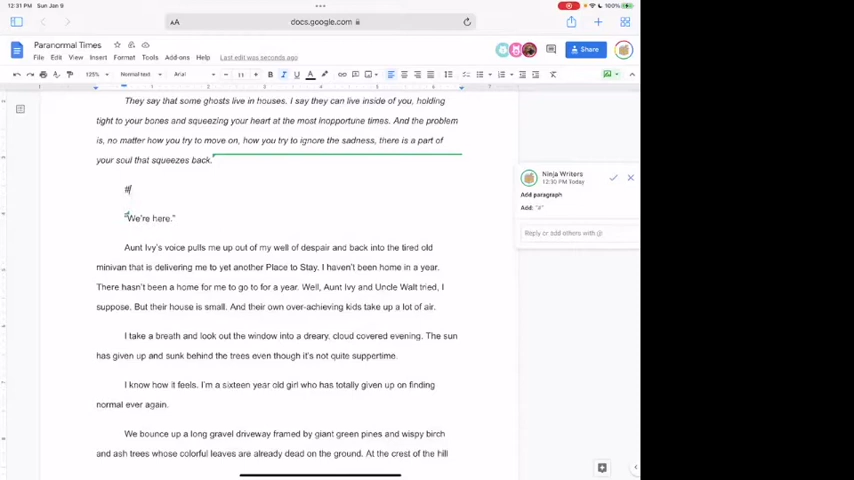 12:31 PM Sun Jan 9
100%
AA
docs.google.com
Paranormal Times
File Edit View Insert Format Tools Add-ons Help Last edit was seconds ago
Share
125% Normal text Arial 11 B I U A
They say that some ghosts live in houses. I say they can live inside of you, holding
tight to your bones and squeezing your heart at the most inopportune times. And the problem
is, no matter how you try to move on, how you try to ignore the sadness, there is a part of
your soul that squeezes back.
#
"We're here."
Aunt Ivy's voice pulls me up out of my well of despair and back into the tired old
minivan that is delivering me to yet another Place to Stay. I haven't been home in a year.
There hasn't been a home for me to go to for a year. Well, Aunt Ivy and Uncle Walt tried, I
suppose. But their house is small. And their own over-achieving kids take up a lot of air.
I take a breath and look out the window into a dreary, cloud covered evening. The sun
has given up and sunk behind the trees even though it's not quite suppertime.
I know how it feels. I'm a sixteen year old girl who has totally given up on finding
normal ever again.
We bounce up a long gravel driveway framed by giant green pines and wispy birch
and ash trees whose colorful leaves are already dead on the ground. At the crest of the hill
Ninja Writers
12:30 PM Today
Add paragraph
Add: "#"
Reply or add others with @